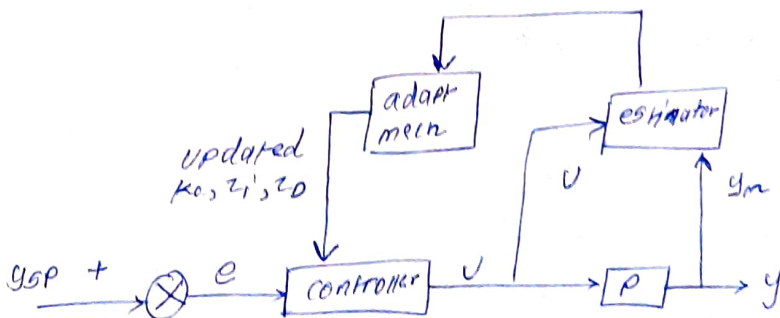 adapt
mech
estimator
updated
Kc, τi, τD
U
ym
ysp + e controller U P y